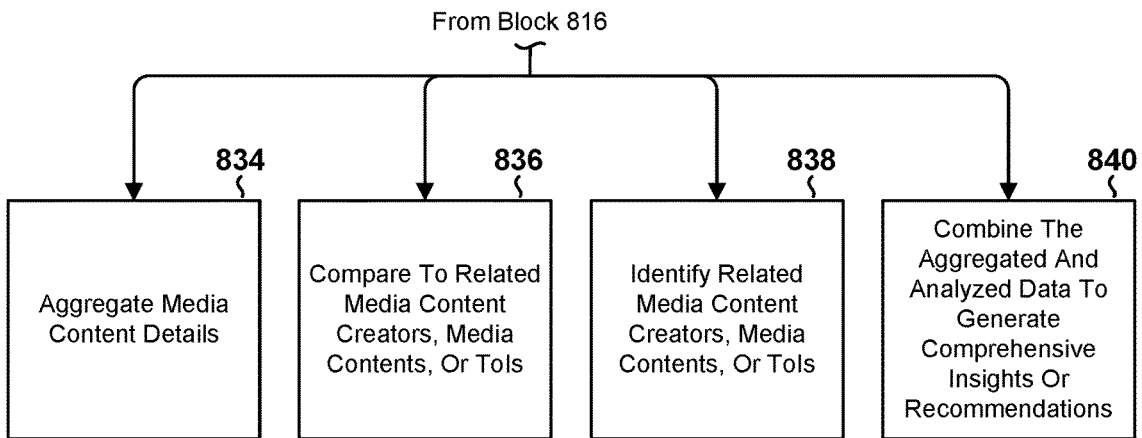 From Block 816
834
836
838
840
Aggregate Media
Content Details
Compare To Related
Media Content
Creators, Media
Contents, Or ToIs
Identify Related
Media Content
Creators, Media
Contents, Or ToIs
Combine The
Aggregated And
Analyzed Data To
Generate
Comprehensive
Insights Or
Recommendations